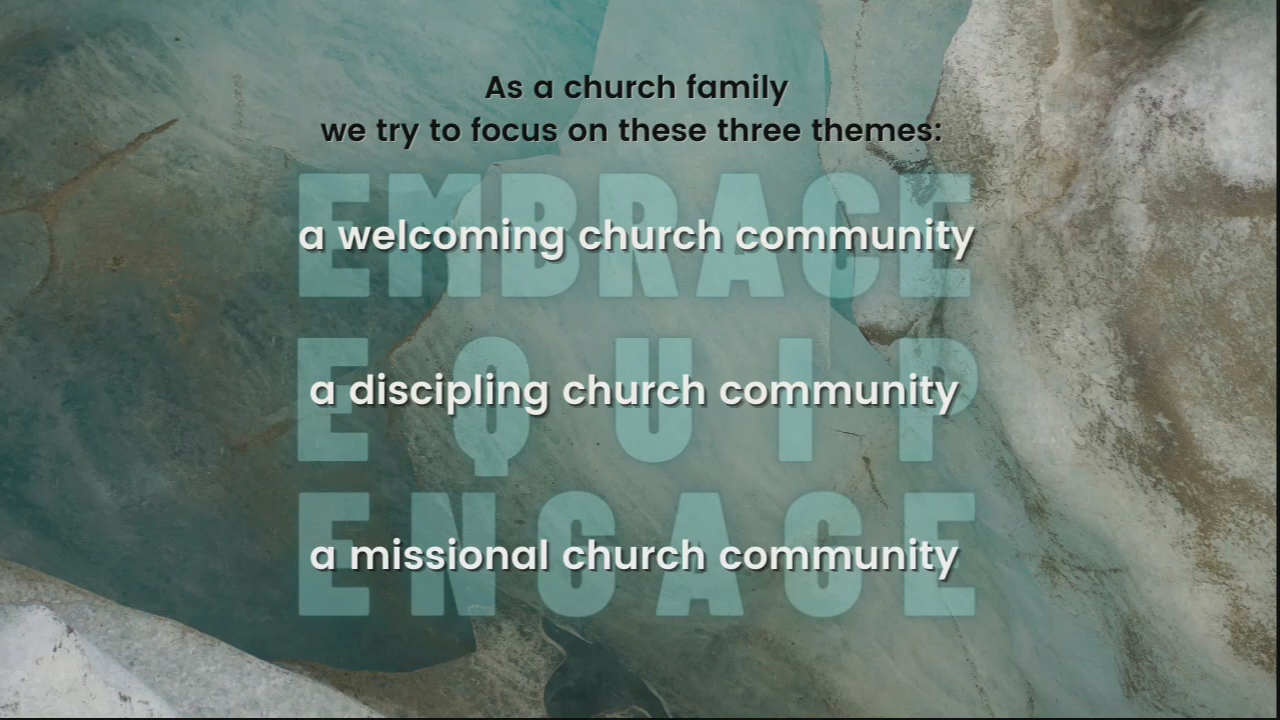 As a church family
we try to focus on these three themes:
EMBRACE
a welcoming church community
EQUIP
a discipling church community
ENGAGE
a missional church community